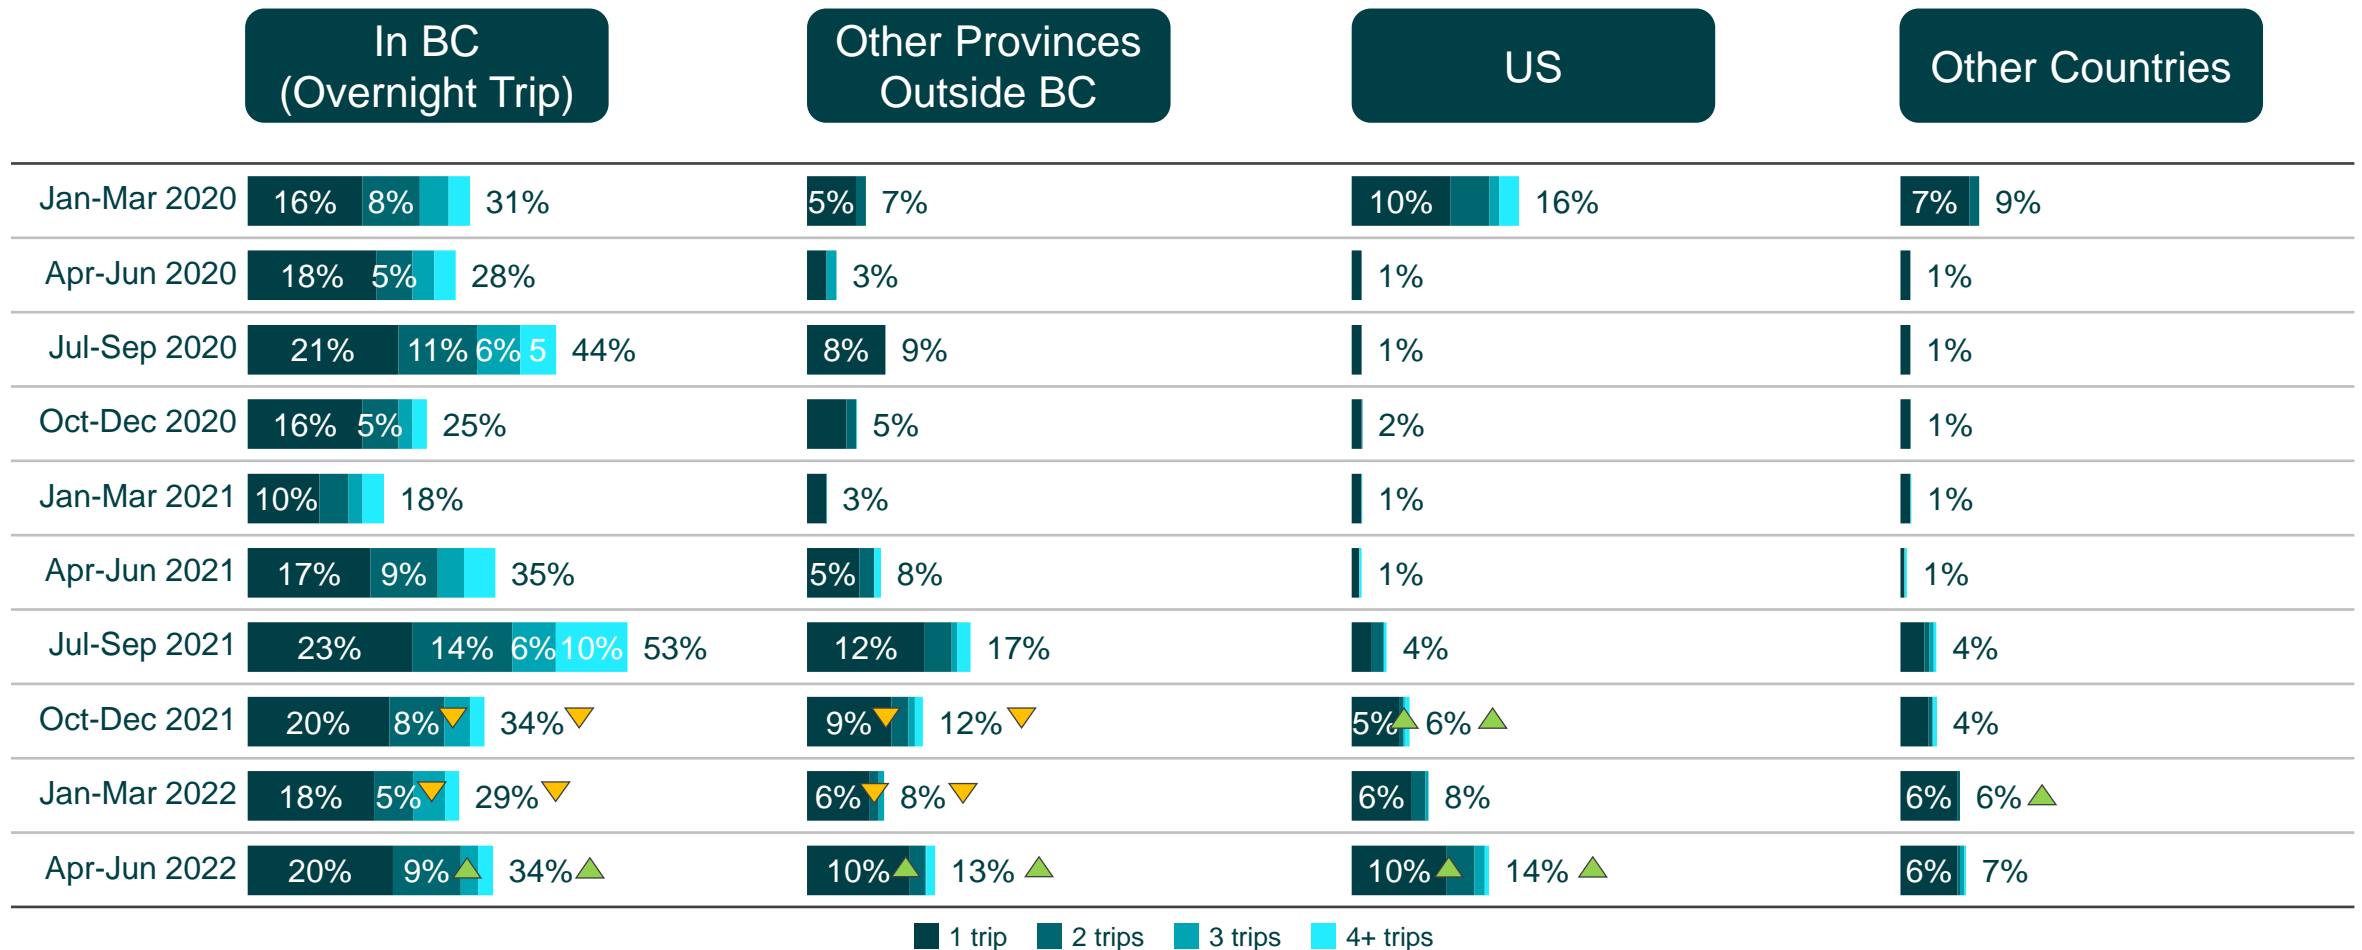 In BC
(Overnight Trip)
Other Provinces
Outside BC
US
Other Countries
Jan-Mar 2020 16% 8% 31% 5% 7% 10% 16% 7% 9%
Apr-Jun 2020 18% 5% 28% 3% 1% 1%
Jul-Sep 2020 21% 11% 6% 5 44% 8% 9% 1% 1%
Oct-Dec 2020 16% 5% 25% 5% 2% 1%
Jan-Mar 2021 10% 18% 3% 1% 1%
Apr-Jun 2021 17% 9% 35% 5% 8% 1% 1%
Jul-Sep 2021 23% 14% 6% 10% 53% 12% 17% 4% 4%
Oct-Dec 2021 20% 8% 34% 9% 12% 5% 6% 4%
Jan-Mar 2022 18% 5% 29% 6% 8% 6% 8% 6% 6%
Apr-Jun 2022 20% 9% 34% 10% 13% 10% 14% 6% 7%
1 trip 2 trips 3 trips 4+ trips